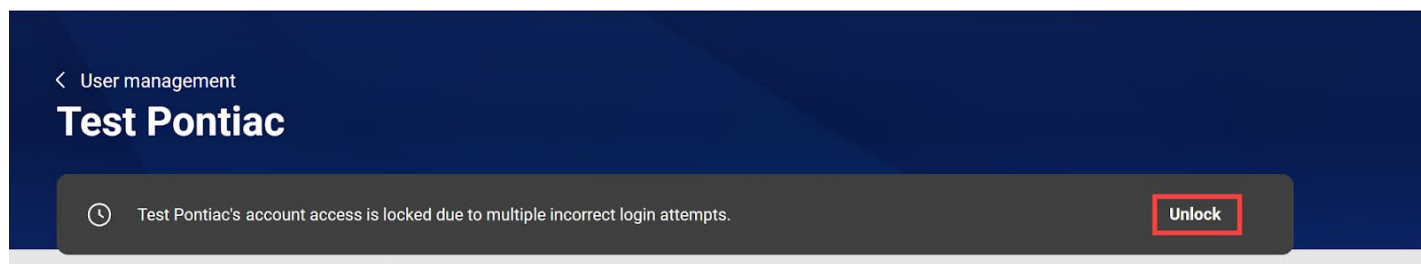 User management
Test Pontiac
Test Pontiac's account access is locked due to multiple incorrect login attempts.
Unlock